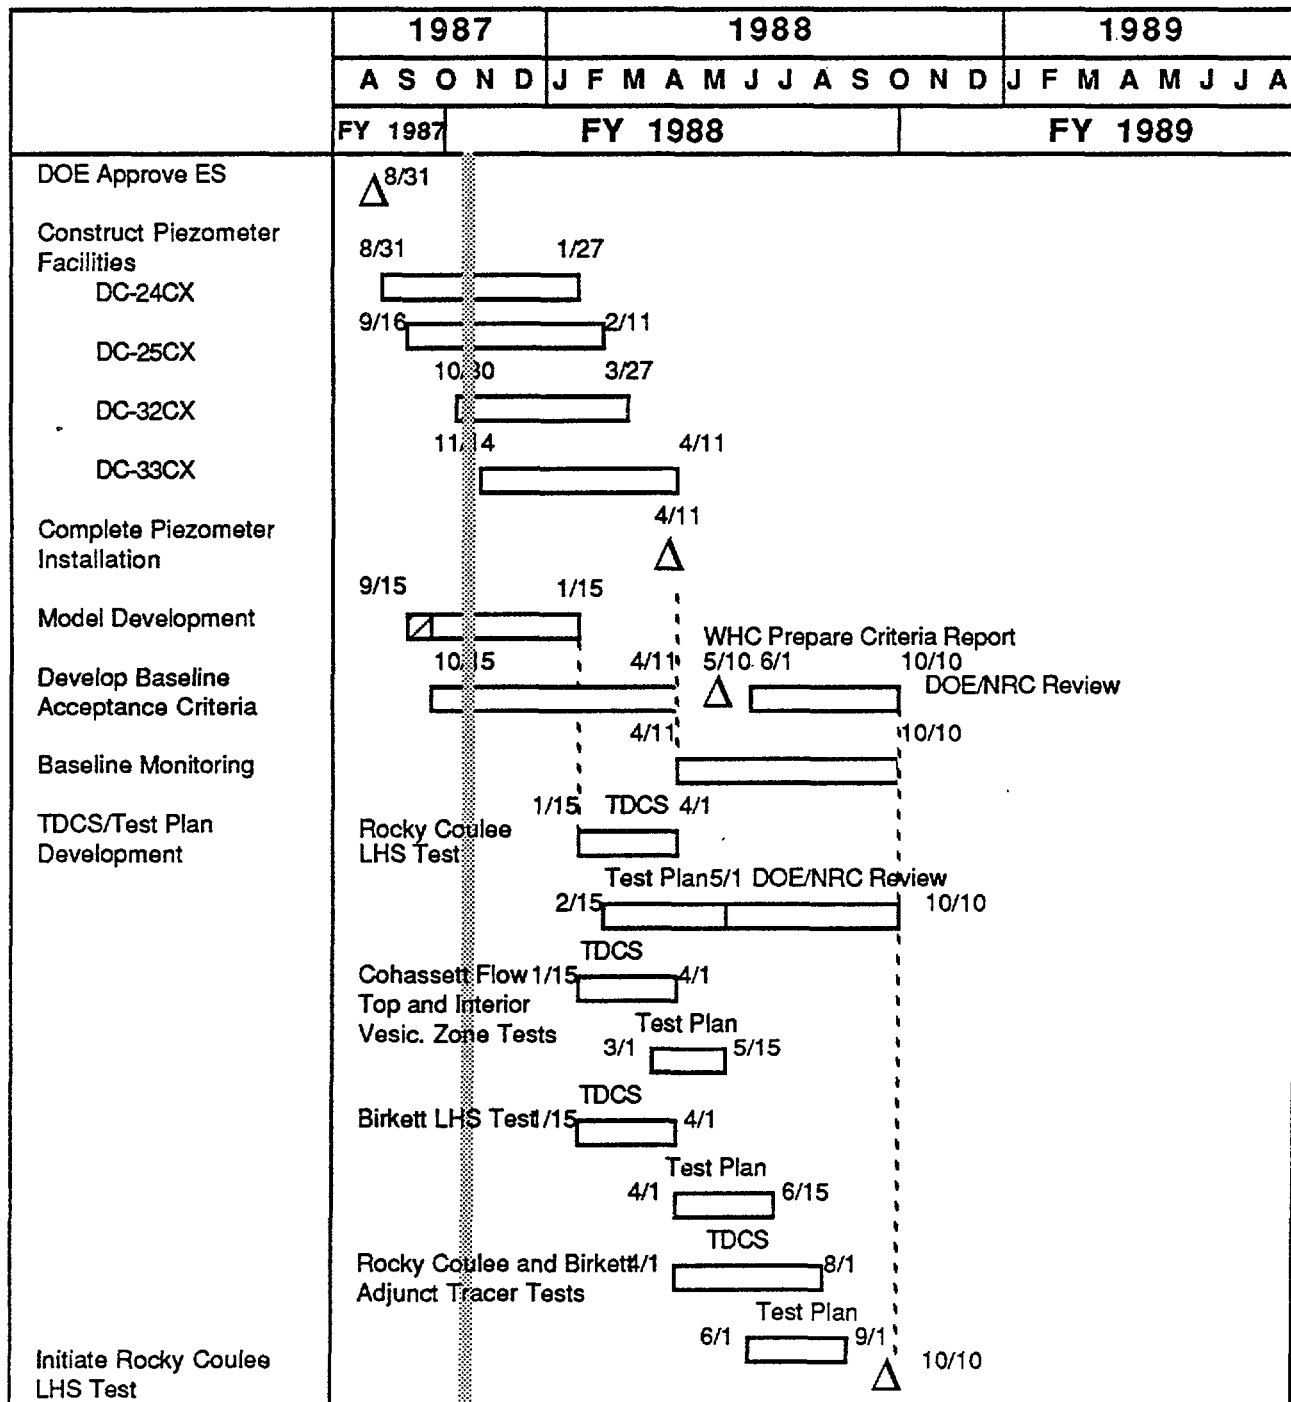 1987 1988 1989
A S O N D J F M A M J J A S O N D J F M A M J J A
FY 1987 FY 1988 FY 1989
DOE Approve ES 8/31
Construct Piezometer
Facilities
8/31 1/27
DC-24CX
9/16 2/11
DC-25CX
10/30 3/27
DC-32CX
11/14 4/11
DC-33CX
4/11
Complete Piezometer
Installation
9/15 1/15
Model Development
WHC Prepare Criteria Report
10/15 4/11 5/10 6/1 10/10
Develop Baseline
Acceptance Criteria
DOE/NRC Review
4/11 10/10
Baseline Monitoring
1/15 TDCS 4/1
TDCS/Test Plan
Development
Rocky Coulee
LHS Test
Test Plan 5/1 DOE/NRC Review
2/15 10/10
TDCS
Cohassett Flow 1/15 4/1
Top and Interior
Vesic. Zone Tests
Test Plan
3/1 5/15
TDCS
Birkett LHS Test 1/15 4/1
Test Plan
4/1 6/15
TDCS
Rocky Coulee and Birkett 4/1 8/1
Adjunct Tracer Tests
Test Plan
6/1 9/1
Initiate Rocky Coulee
LHS Test
10/10